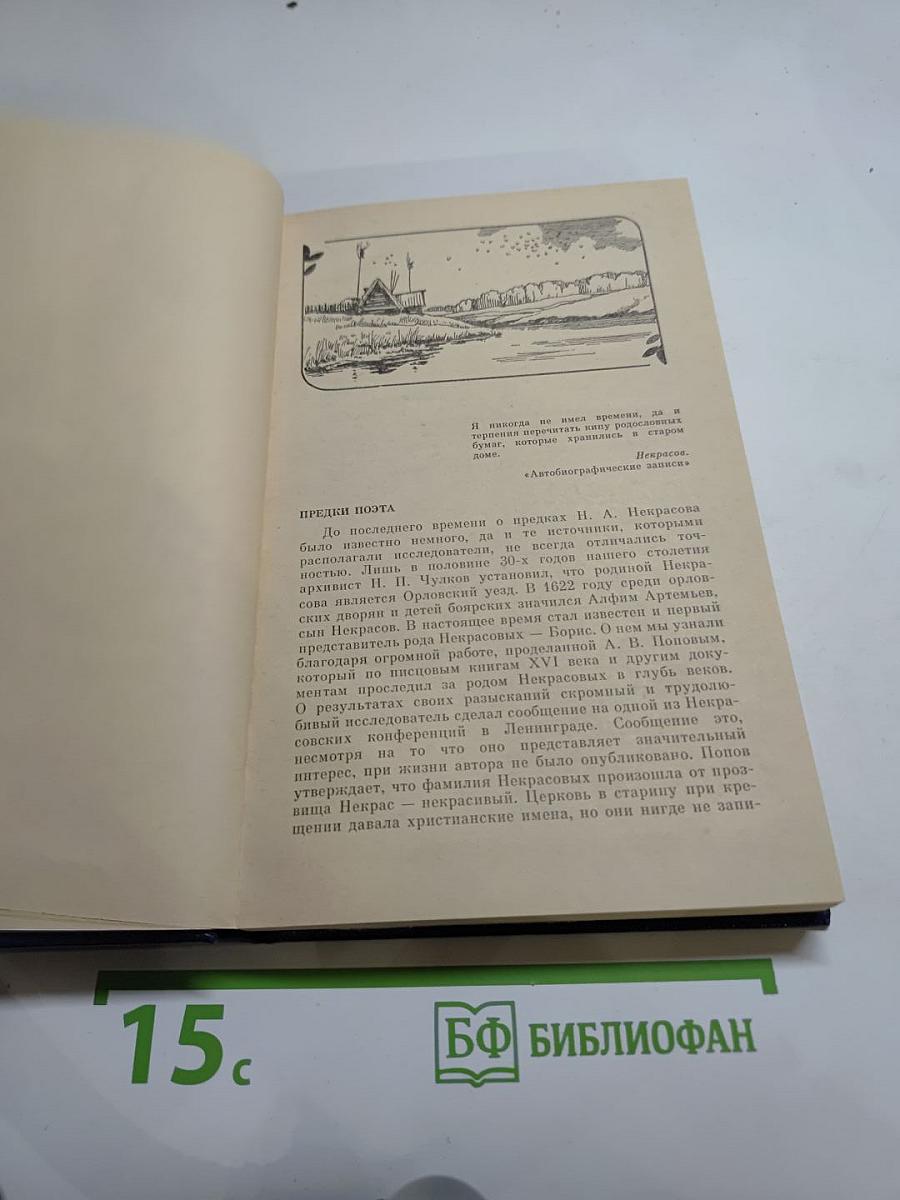 Я никогда не имел времени, да и
терпения перечитать кипу родословных
бумаг, которые хранились в старом
доме.
Некрасов.
«Автобиографические записи»
ПРЕДКИ ПОЭТА
До последнего времени о предках Н. А. Некрасова
было известно немного, да и те источники, которыми
располагали исследователи, не всегда отличались точ-
ностью. Лишь в половине 30-х годов нашего столетия
архивист Н. П. Чулков установил, что родиной Некра-
сова является Орловский уезд. В 1622 году среди орлов-
ских дворян и детей боярских значился Алфим Артемьев,
сын Некрасов. В настоящее время стал известен и первый
представитель рода Некрасовых — Борис. О нем мы узнали
благодаря огромной работе, проделанной А. В. Поповым,
который по писцовым книгам XVI века и другим доку-
ментам проследил за родом Некрасовых в глубь веков.
О результатах своих разысканий скромный и трудолю-
бивый исследователь сделал сообщение на одной из Некра-
совских конференций в Ленинграде. Сообщение это,
несмотря на то что оно представляет значительный
интерес, при жизни автора не было опубликовано. Попов
утверждает, что фамилия Некрасовых произошла от проз-
вища Некрас — некрасивый. Церковь в старину при кре-
щении давала христианские имена, но они нигде не запи-
15 с
БФ БИБЛИОФАН